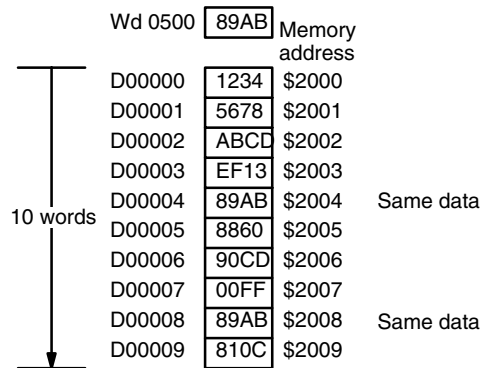 Wd 0500 89AB Memory
address
D00000 1234 $2000
D00001 5678 $2001
D00002 ABCD $2002
D00003 EF13 $2003
D00004 89AB $2004 Same data
10 words
D00005 8860 $2005
D00006 90CD $2006
D00007 00FF $2007
D00008 89AB $2008 Same data
D00009 810C $2009